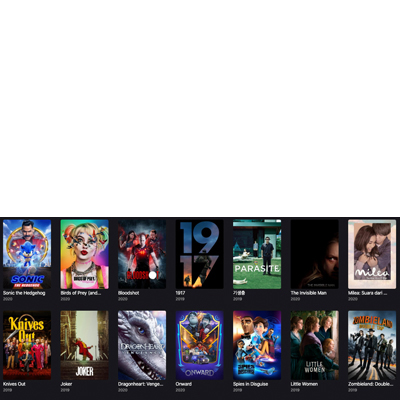 SONIC
THE HEDGEHOG
BIRDS OF PREY
19
17
PARASITE
Milea
Sonic the Hedgehog
2020
Birds of Prey (and...
2020
Bloodshot
2020
1917
2019
기생충
2019
The Invisible Man
2020
Milea: Suara dari ...
2020
Knives
Out
JOKER
DRAGONHEART
ONWARD
LITTLE
WOMEN
ZOMBIELAND
Knives Out
2019
Joker
2019
Dragonheart: Venge...
2020
Onward
2020
Spies in Disguise
2019
Little Women
2019
Zombieland: Double...
2019